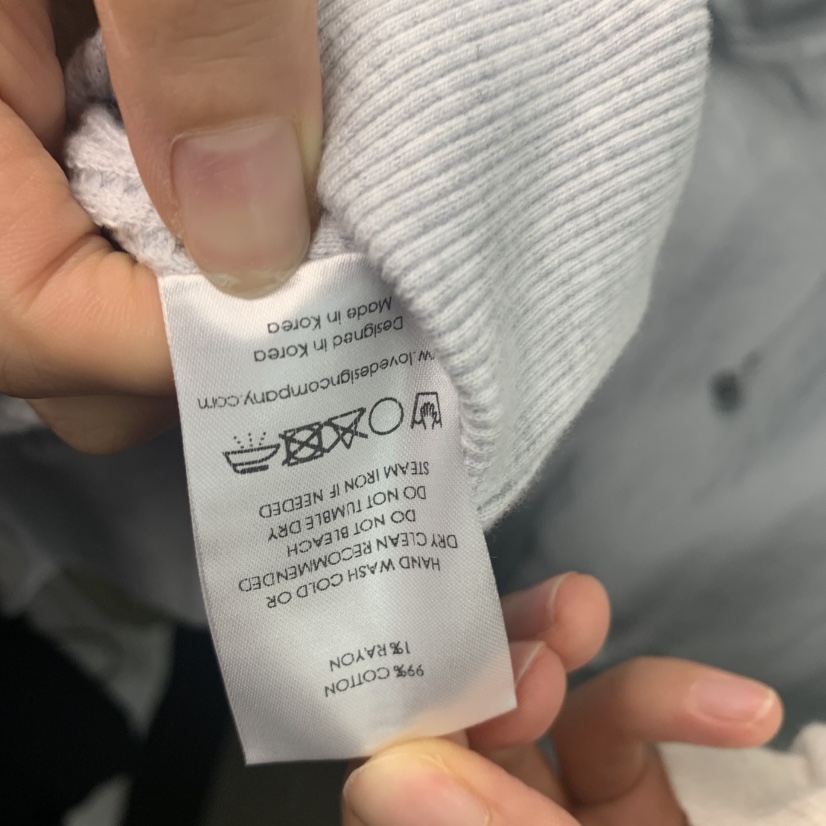 99% COTTON
1% RAYON
HAND WASH COLD OR
DRY CLEAN RECOMMENDED
DO NOT BLEACH
DO NOT TUMBLE DRY
STEAM IRON IF NEEDED
w.lovedesigncompany.com
Designed in Korea
Made in Korea